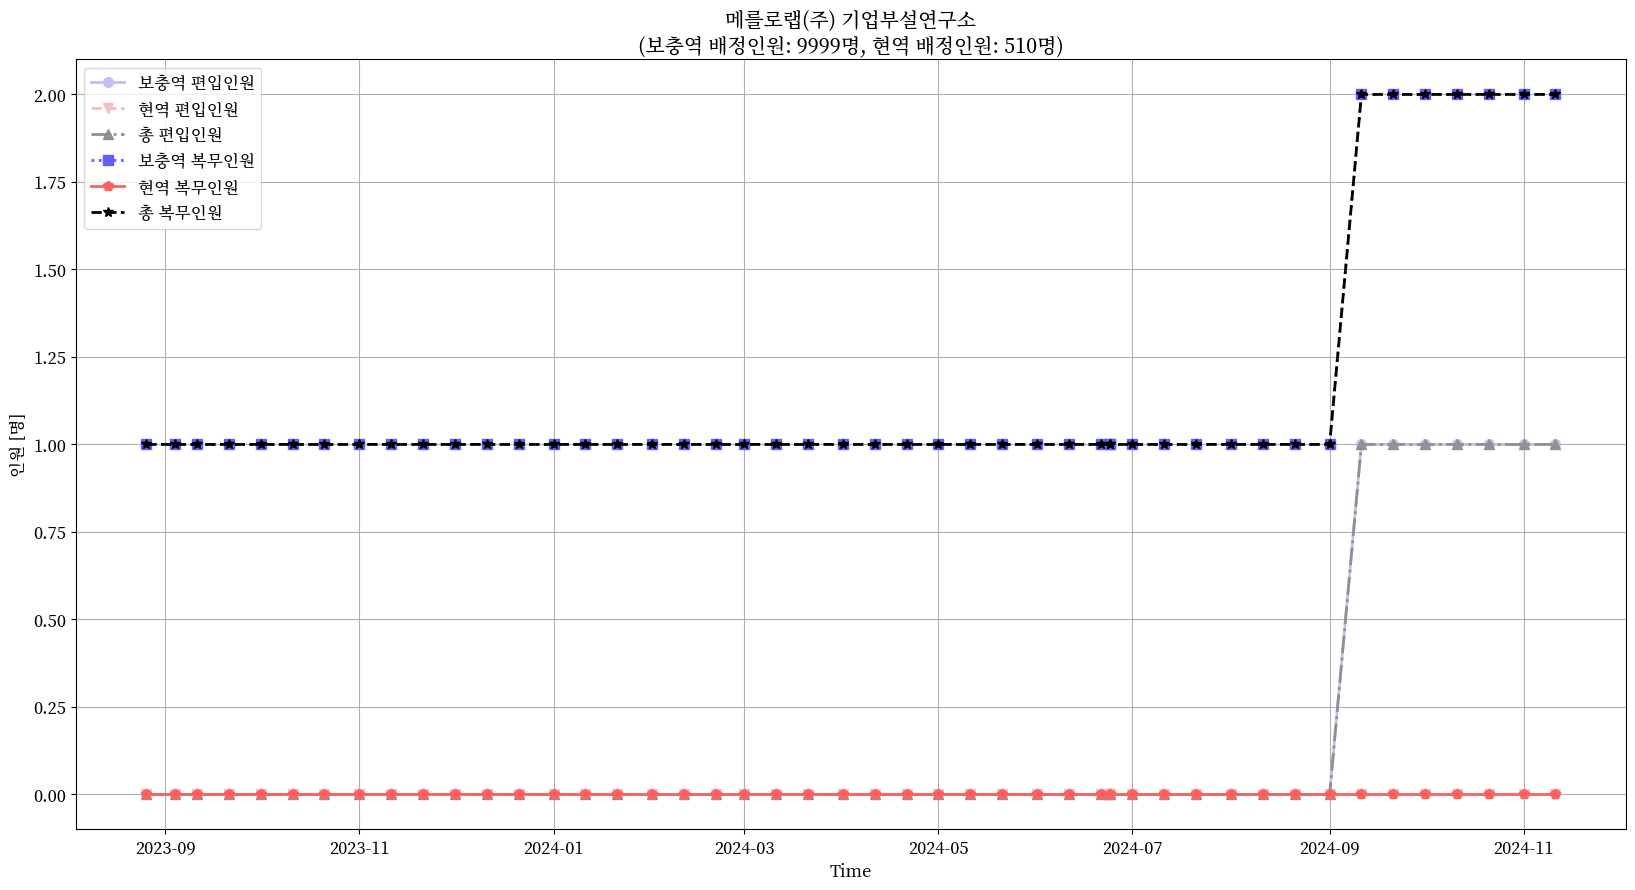 메를로랩(주) 기업부설연구소
(보충역 배정인원: 9999명, 현역 배정인원: 510명)
보충역 편입인원
현역 편입인원
총 편입인원
보충역 복무인원
현역 복무인원
총 복무인원
2.00
1.75
1.50
1.25
1.00
0.75
0.50
0.25
0.00
인원 [명]
2023-09
2023-11
2024-01
2024-03
2024-05
2024-07
2024-09
2024-11
Time